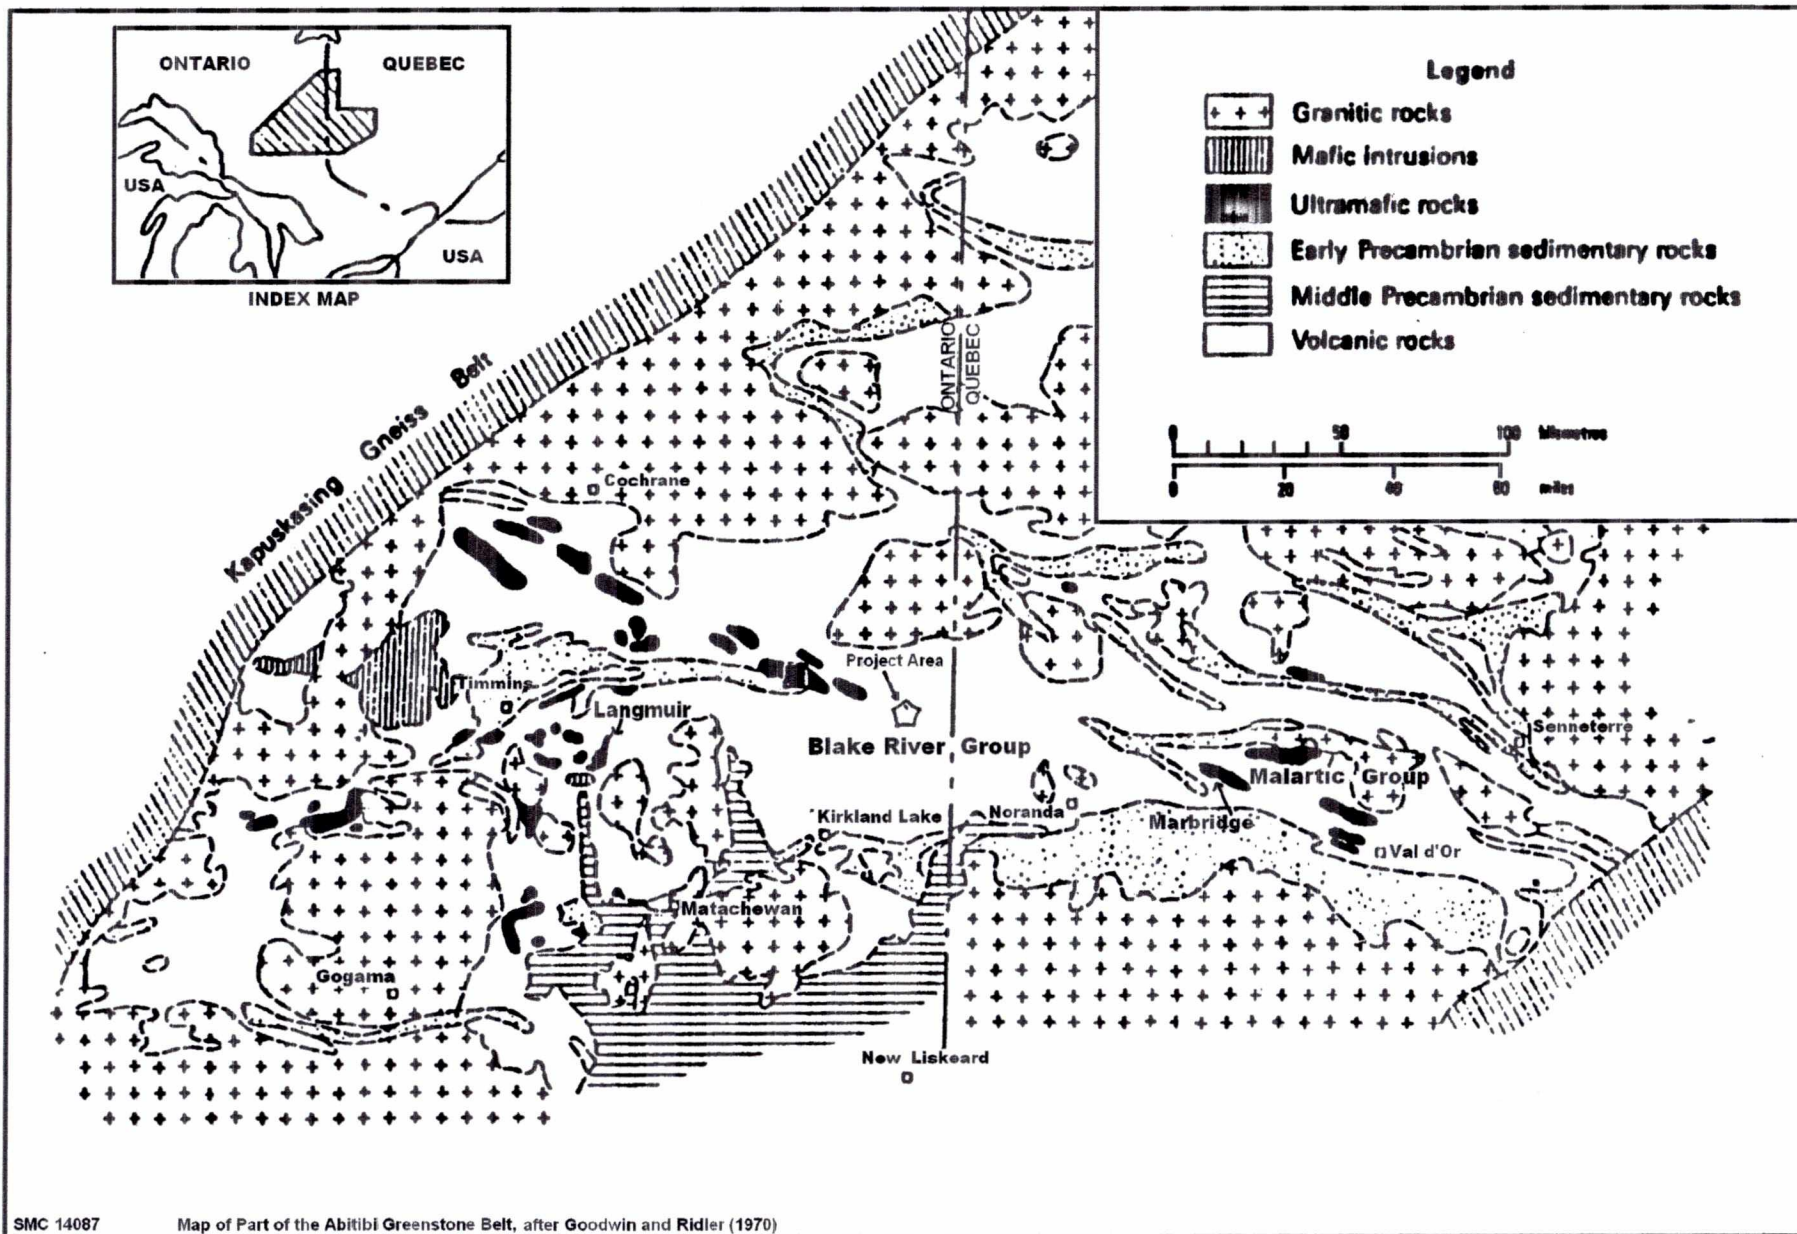 ONTARIO
QUEBEC
USA
USA
INDEX MAP
Legend
Granitic rocks
Mafic intrusions
Ultramafic rocks
Early Precambrian sedimentary rocks
Middle Precambrian sedimentary rocks
Volcanic rocks
0 50 100 Kilometres
0 20 40 60 miles
Kapuskasing Gneiss Belt
ONTARIO
QUEBEC
Cochrane
Project Area
Timmins
Langmuir
Blake River Group
Senneterre
Malartic Group
Kirkland Lake
Noranda
Marbridge
Val d'Or
Matachewan
Gogama
New Liskeard
SMC 14087
Map of Part of the Abitibi Greenstone Belt, after Goodwin and Ridler (1970)